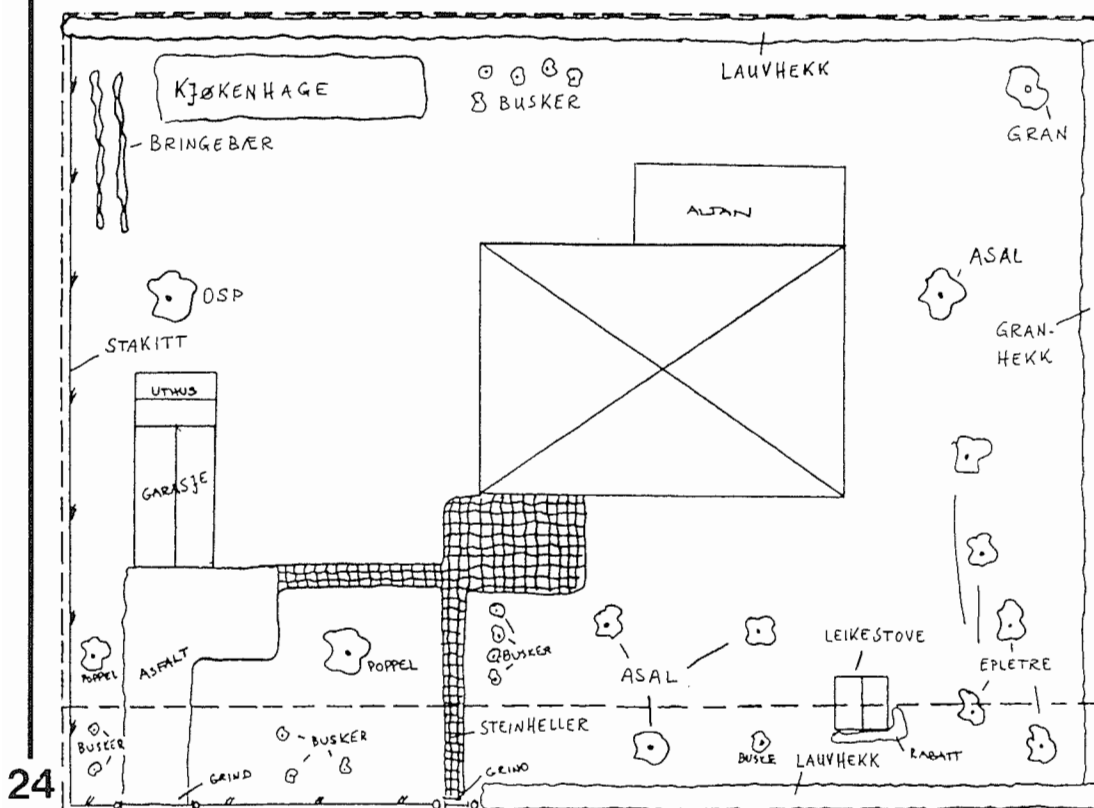 LAUVHEKK
KJØKENHAGE
BUSKER
GRAN
BRINGEBÆR
ALTAN
ASAL
OSP
GRAN-
HEKK
STAKITT
UTHUS
GARASJE
LEIKESTOVE
POPPEL
ASFALT
POPPEL
BUSKER
ASAL
EPLETRE
STEINHELLER
BUSKER
BUSKER
BUSKE
LAUVHEKK
RABATT
GRIND
GRIND
24